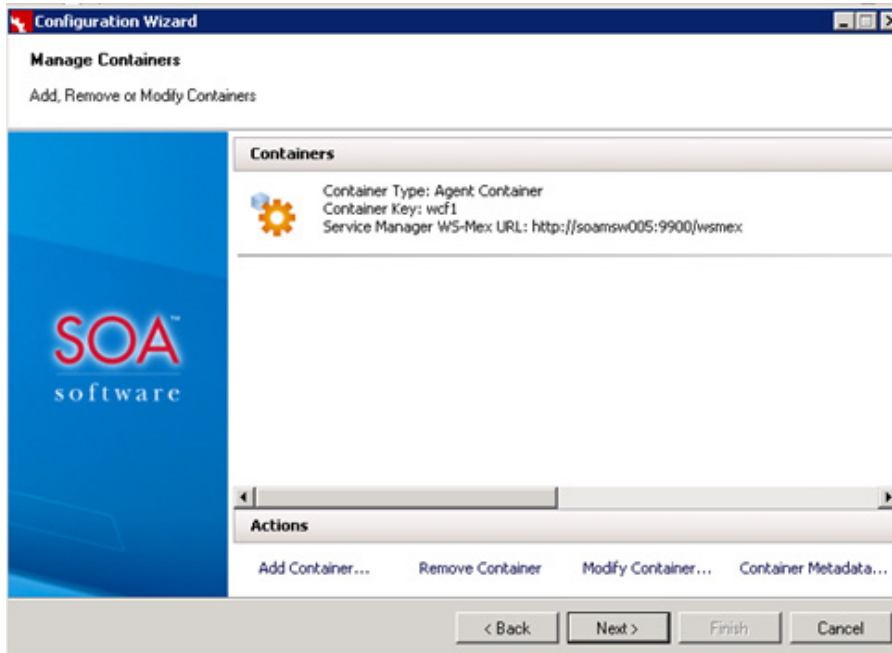 Configuration Wizard
Manage Containers
Add, Remove or Modify Containers
Containers
Container Type: Agent Container
Container Key: wcf1
Service Manager WS-Mex URL: http://soamsw005:9900/wsmex
SOA™
software
Actions
Add Container... Remove Container Modify Container... Container Metadata...
< Back Next > Finish Cancel